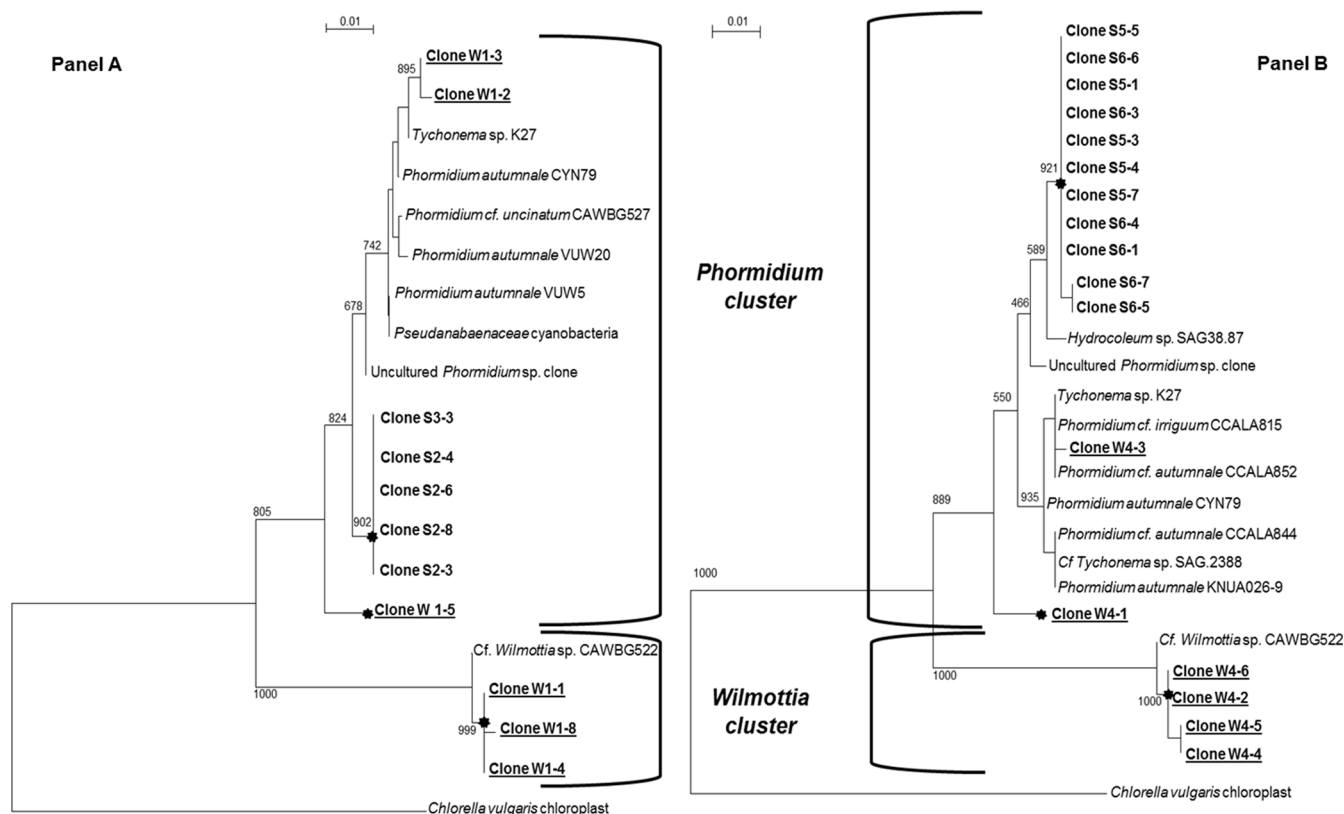 Panel A
0.01
895
Clone W1-3
Clone W1-2
Tychonema sp. K27
Phormidium autumnale CYN79
Phormidium cf. uncinatum CAWBG527
742
Phormidium autumnale VUW20
Phormidium autumnale VUW5
678
Pseudanabaenaceae cyanobacteria
Uncultured Phormidium sp. clone
824
Clone S3-3
Clone S2-4
Clone S2-6
902
Clone S2-8
Clone S2-3
805
Clone W 1-5
Cf. Wilmottia sp. CAWBG522
1000
Clone W1-1
999
Clone W1-8
Clone W1-4
Chlorella vulgaris chloroplast
Phormidium
cluster
Wilmottia
cluster
Panel B
0.01
Clone S5-5
Clone S6-6
Clone S5-1
Clone S6-3
Clone S5-3
921
Clone S5-4
Clone S5-7
Clone S6-4
Clone S6-1
589
Clone S6-7
Clone S6-5
466
Hydrocoleum sp. SAG38.87
Uncultured Phormidium sp. clone
Tychonema sp. K27
550
Phormidium cf. irriguum CCALA815
Clone W4-3
Phormidium cf. autumnale CCALA852
889
935
Phormidium autumnale CYN79
Phormidium cf. autumnale CCALA844
Cf Tychonema sp. SAG.2388
1000
Phormidium autumnale KNUA026-9
Clone W4-1
Cf. Wilmottia sp. CAWBG522
1000
Clone W4-6
1000
Clone W4-2
Clone W4-5
Clone W4-4
Chlorella vulgaris chloroplast